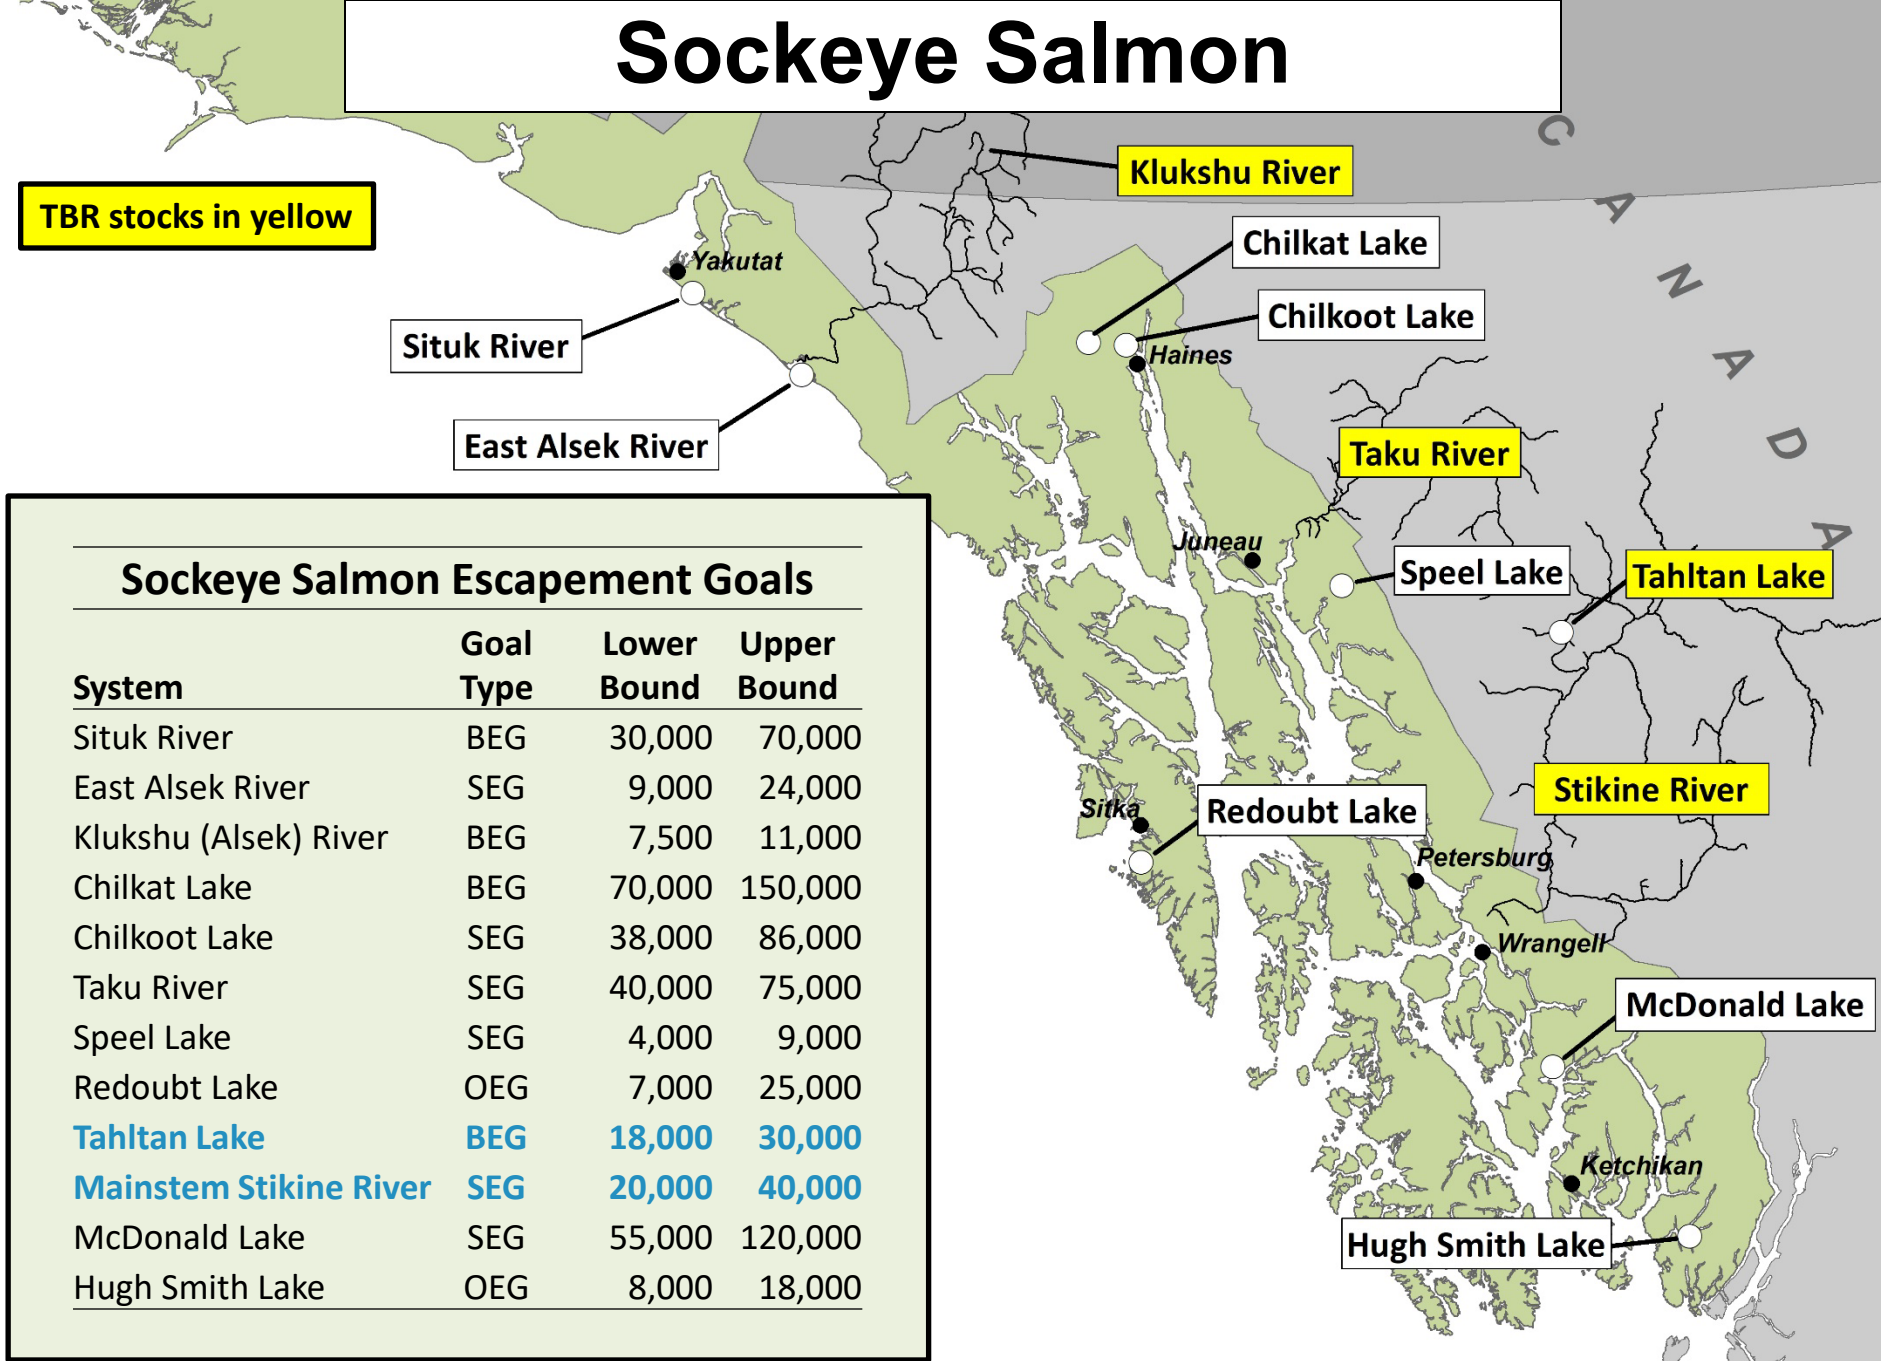 Sockeye Salmon
TBR stocks in yellow
CANADA
Klukshu River
Chilkat Lake
Yakutat
Chilkoot Lake
Situk River
Haines
East Alsek River
Taku River
Juneau
Speel Lake
Tahltan Lake
Stikine River
Sitka
Redoubt Lake
Petersburg
Wrangell
McDonald Lake
Ketchikan
Hugh Smith Lake
Sockeye Salmon Escapement Goals
Goal Lower Upper
System Type Bound Bound
Situk River BEG 30,000 70,000
East Alsek River SEG 9,000 24,000
Klukshu (Alsek) River BEG 7,500 11,000
Chilkat Lake BEG 70,000 150,000
Chilkoot Lake SEG 38,000 86,000
Taku River SEG 40,000 75,000
Speel Lake SEG 4,000 9,000
Redoubt Lake OEG 7,000 25,000
Tahltan Lake BEG 18,000 30,000
Mainstem Stikine River SEG 20,000 40,000
McDonald Lake SEG 55,000 120,000
Hugh Smith Lake OEG 8,000 18,000